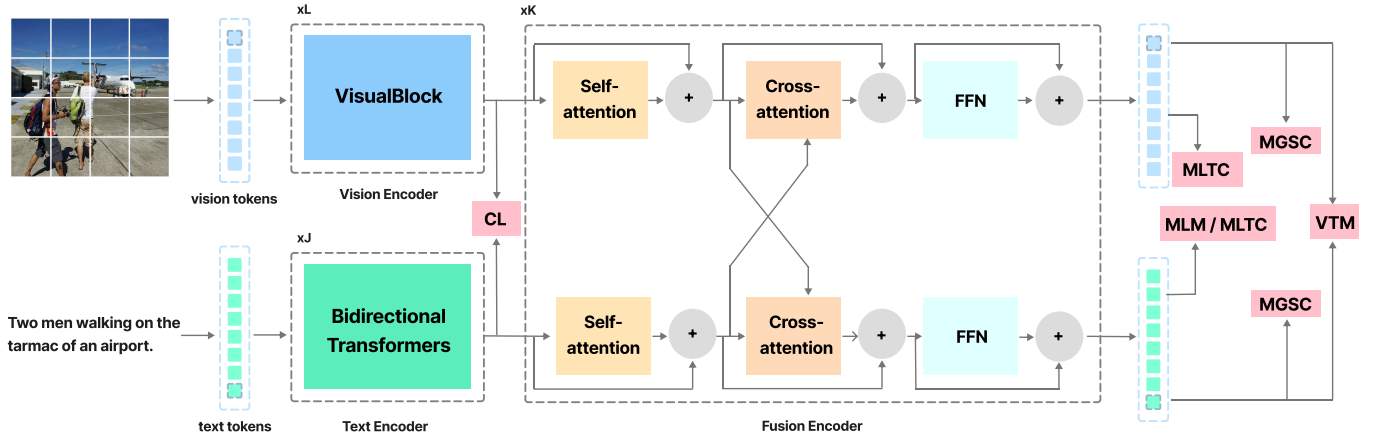 xL
xK
VisualBlock
Self-
attention
+
Cross-
attention
+
FFN
+
MGSC
MLTC
vision tokens
Vision Encoder
CL
MLM / MLTC
VTM
xJ
Two men walking on the
tarmac of an airport.
Bidirectional
Transformers
Self-
attention
+
Cross-
attention
+
FFN
+
MGSC
text tokens
Text Encoder
Fusion Encoder